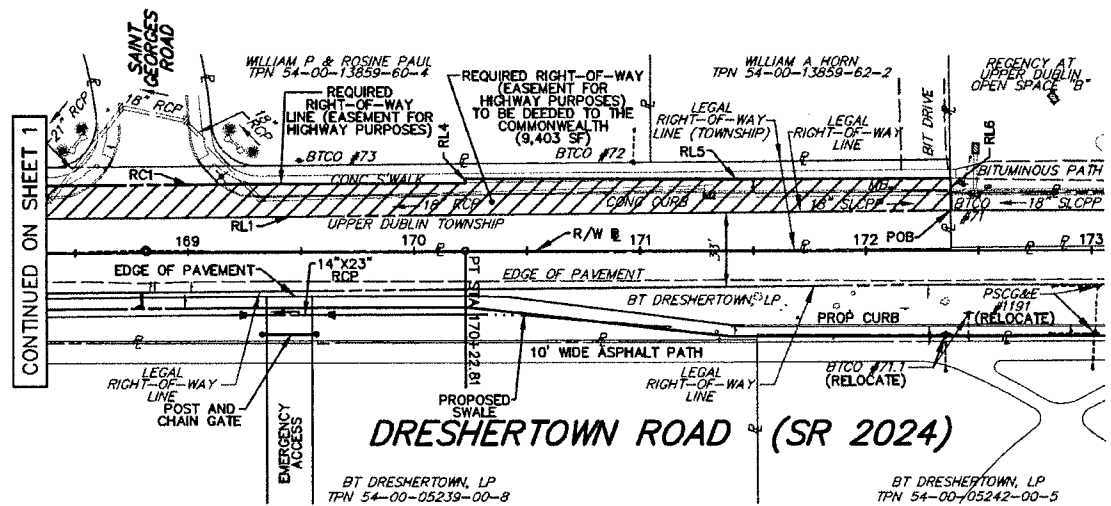 SAINT
GEORGES
ROAD
WILLIAM P & ROSINE PAUL
TPN 54-00-13859-60-4
WILLIAM A HORN
TPN 54-00-13859-62-2
REGENCY AT
UPPER DUBLIN
OPEN SPACE "B"
21" RCP
18" RCP
18" RCP
REQUIRED
RIGHT-OF-WAY
LINE (EASEMENT FOR
HIGHWAY PURPOSES)
REQUIRED RIGHT-OF-WAY
(EASEMENT FOR
HIGHWAY PURPOSES)
TO BE DEEDED TO THE
COMMONWEALTH
(9,403 SF)
LEGAL
RIGHT-OF-WAY
LINE (TOWNSHIP)
LEGAL
RIGHT-OF-WAY
LINE
BIT DRIVE
RL6
RL4
BTCO #73
BTCO #72
RL5
BITUMINOUS PATH
RC1
CONC S'WALK
MB
18" RCP
CONC CURB
18" SLCPP
BTCO
#71
18" SLCPP
RL1
UPPER DUBLIN TOWNSHIP
33'
POB
R/W
169
170
171
172
173
EDGE OF PAVEMENT
14"X23"
RCP
EDGE OF PAVEMENT
PT STA 170+22.81
BT DRESHERTOWN, LP
PROP CURB
PSCG&E
#1191
(RELOCATE)
10' WIDE ASPHALT PATH
BTCO #71.1
(RELOCATE)
LEGAL
RIGHT-OF-WAY
LINE
LEGAL
RIGHT-OF-WAY
LINE
POST AND
CHAIN GATE
PROPOSED
SWALE
EMERGENCY
ACCESS
DRESHERTOWN ROAD (SR 2024)
BT DRESHERTOWN, LP
TPN 54-00-05239-00-8
BT DRESHERTOWN, LP
TPN 54-00-05242-00-5
CONTINUED ON SHEET 1